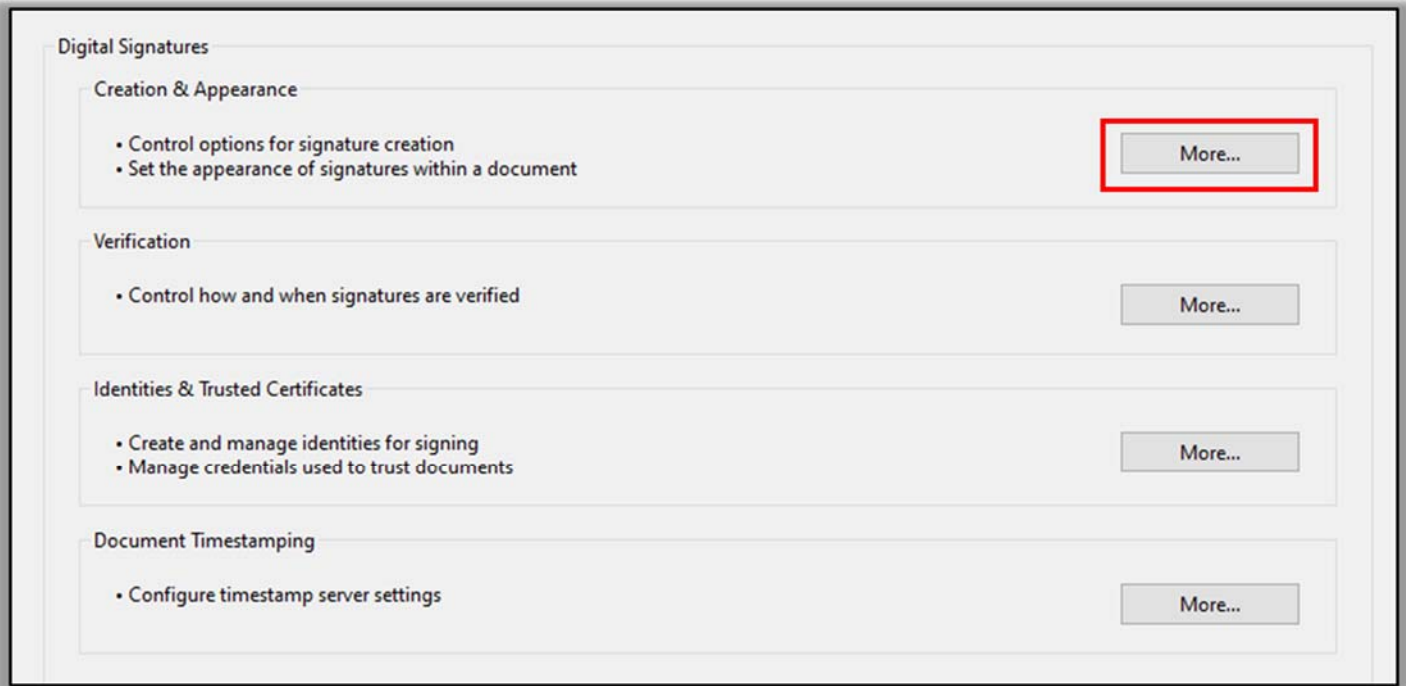 Digital Signatures
Creation & Appearance
• Control options for signature creation
• Set the appearance of signatures within a document
More...
Verification
• Control how and when signatures are verified
More...
Identities & Trusted Certificates
• Create and manage identities for signing
• Manage credentials used to trust documents
More...
Document Timestamping
• Configure timestamp server settings
More...